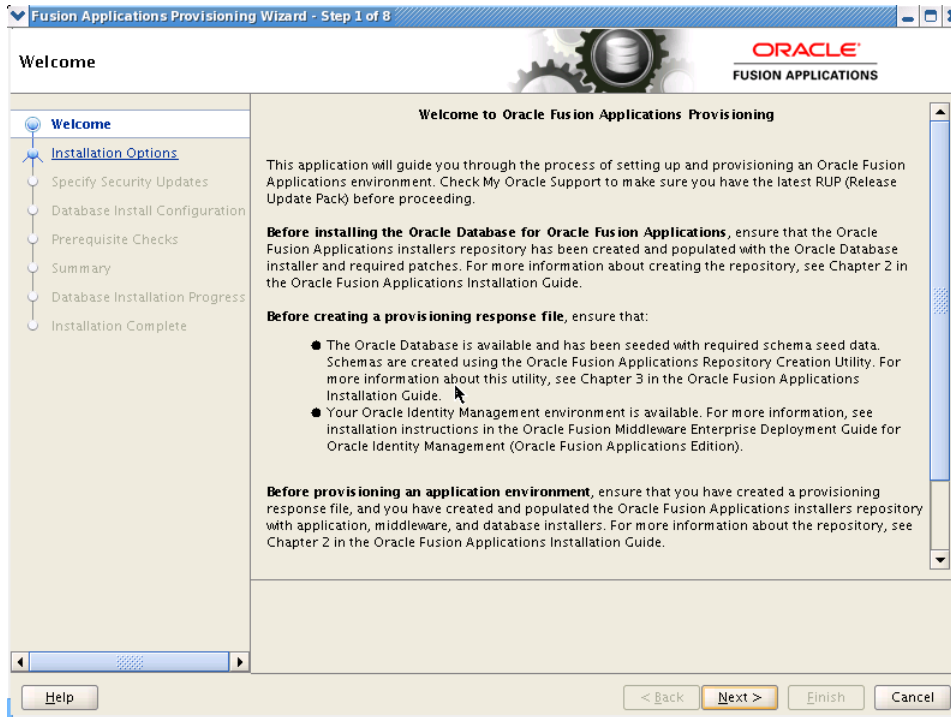 Fusion Applications Provisioning Wizard - Step 1 of 8
Welcome
ORACLE
FUSION APPLICATIONS
Welcome
Installation Options
Specify Security Updates
Database Install Configuration
Prerequisite Checks
Summary
Database Installation Progress
Installation Complete
Welcome to Oracle Fusion Applications Provisioning
This application will guide you through the process of setting up and provisioning an Oracle Fusion
Applications environment. Check My Oracle Support to make sure you have the latest RUP (Release
Update Pack) before proceeding.
Before installing the Oracle Database for Oracle Fusion Applications, ensure that the Oracle
Fusion Applications installers repository has been created and populated with the Oracle Database
installer and required patches. For more information about creating the repository, see Chapter 2 in
the Oracle Fusion Applications Installation Guide.
Before creating a provisioning response file, ensure that:
● The Oracle Database is available and has been seeded with required schema seed data.
Schemas are created using the Oracle Fusion Applications Repository Creation Utility. For
more information about this utility, see Chapter 3 in the Oracle Fusion Applications
Installation Guide.
● Your Oracle Identity Management environment is available. For more information, see
installation instructions in the Oracle Fusion Middleware Enterprise Deployment Guide for
Oracle Identity Management (Oracle Fusion Applications Edition).
Before provisioning an application environment, ensure that you have created a provisioning
response file, and you have created and populated the Oracle Fusion Applications installers repository
with application, middleware, and database installers. For more information about the repository, see
Chapter 2 in the Oracle Fusion Applications Installation Guide.
Help
< Back
Next >
Finish
Cancel